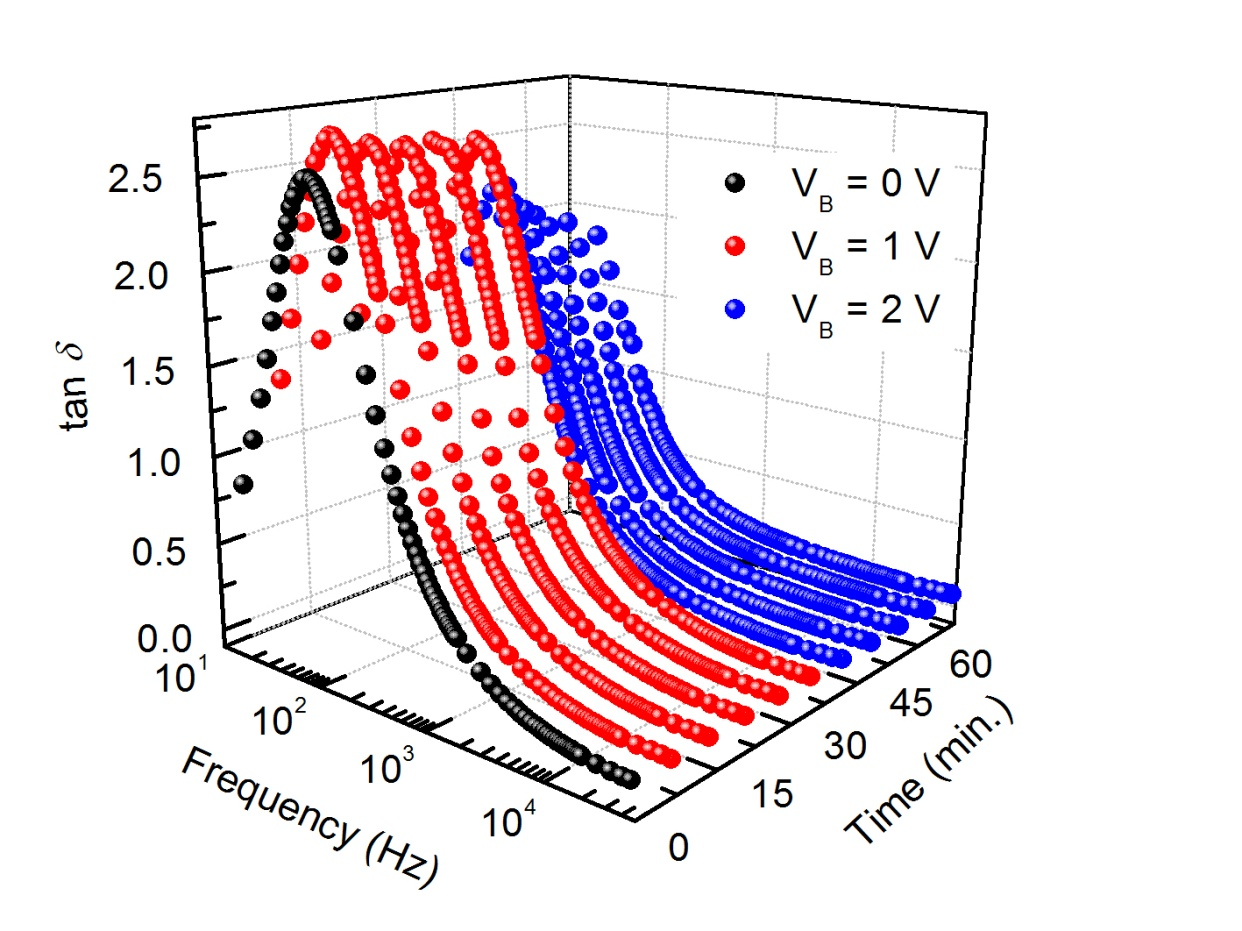 V_B = 0 V
V_B = 1 V
V_B = 2 V
2.5
2.0
1.5
1.0
0.5
0.0
tan δ
10^1
10^2
10^3
10^4
Frequency (Hz)
0
15
30
45
60
Time (min.)